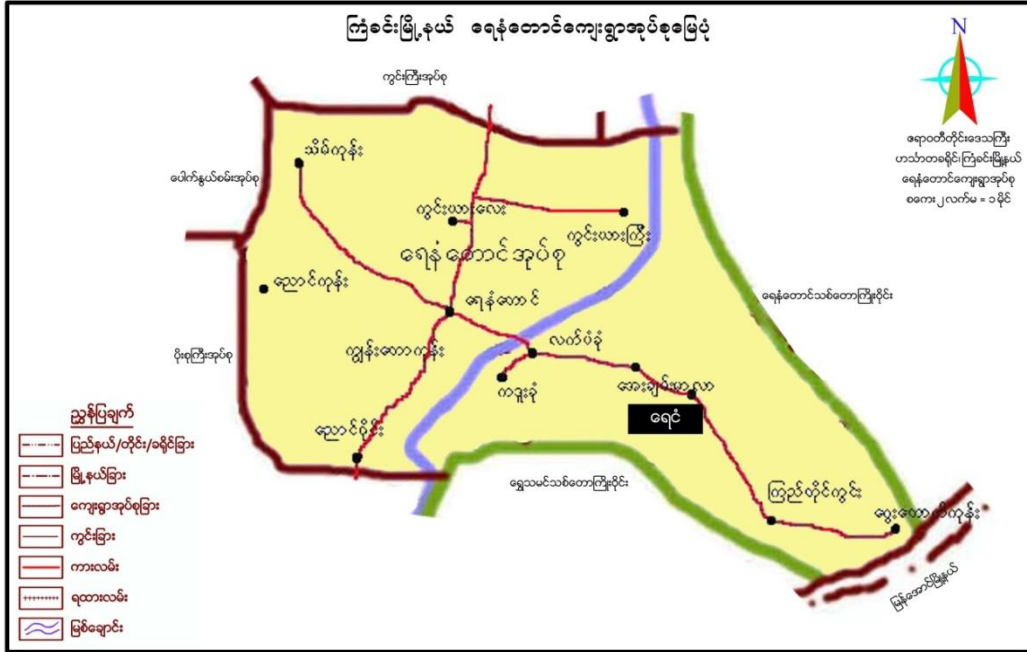 ကြံခင်းမြို့နယ် ရေနံတောင်ကျေးရွာအုပ်စုမြေပုံ
N
ဧရာဝတီတိုင်းဒေသကြီး
ဟင်္သာတခရိုင်၊ကြံခင်းမြို့နယ်
ရေနံတောင်ကျေးရွာအုပ်စု
စကေး ၂ လက်မ = ၁ မိုင်
ကွင်းကြီးအုပ်စု
သိမ်ကုန်း
ပေါက်နွယ်စမ်းအုပ်စု
ကွင်းယားလေး
ကွင်းယားကြီး
ရေနံတောင်အုပ်စု
ညောင်ကုန်း
ရေနံတောင်
ရေနံတောင်သစ်တောကြိုးဝိုင်း
ပိုးစုကြီးအုပ်စု
ကျွန်းတောကုန်း
လက်ပံခုံ
ကဒူးခုံ
အေးချမ်းမာလာ
ရေငံ
ညောင်ဝိုင်း
ရွှေသမင်သစ်တောကြိုးဝိုင်း
ကြည်တိုင်ကွင်း
မြန်အောင်မြို့နယ်
ညွှန်ပြချက်
ပြည်နယ်/တိုင်း/ခရိုင်ခြား
မြို့နယ်ခြား
ကျေးရွာအုပ်စုခြား
ကွင်းခြား
ကားလမ်း
ရထားလမ်း
မြစ်ချောင်း